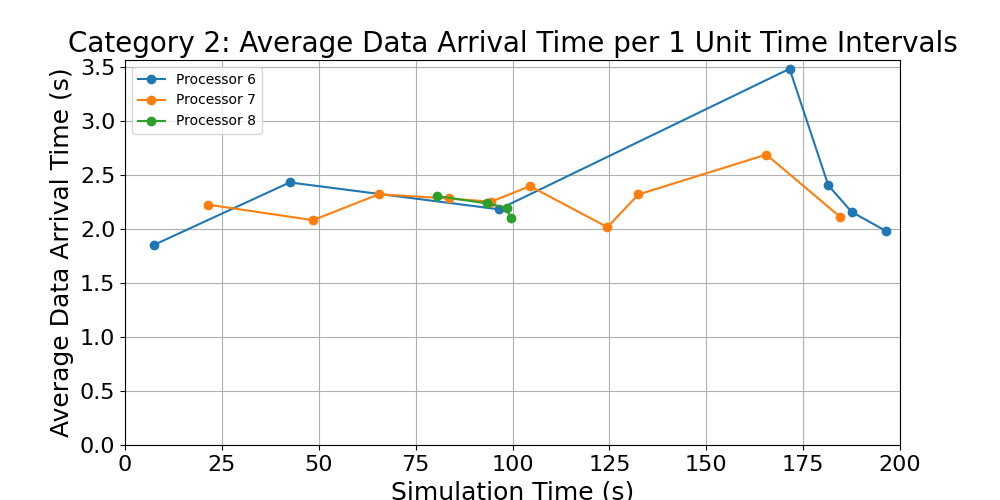 Category 2: Average Data Arrival Time per 1 Unit Time Intervals
Average Data Arrival Time (s)
3.5
3.0
2.5
2.0
1.5
1.0
0.5
0.0
Processor 6
Processor 7
Processor 8
0 25 50 75 100 125 150 175 200
Simulation Time (s)